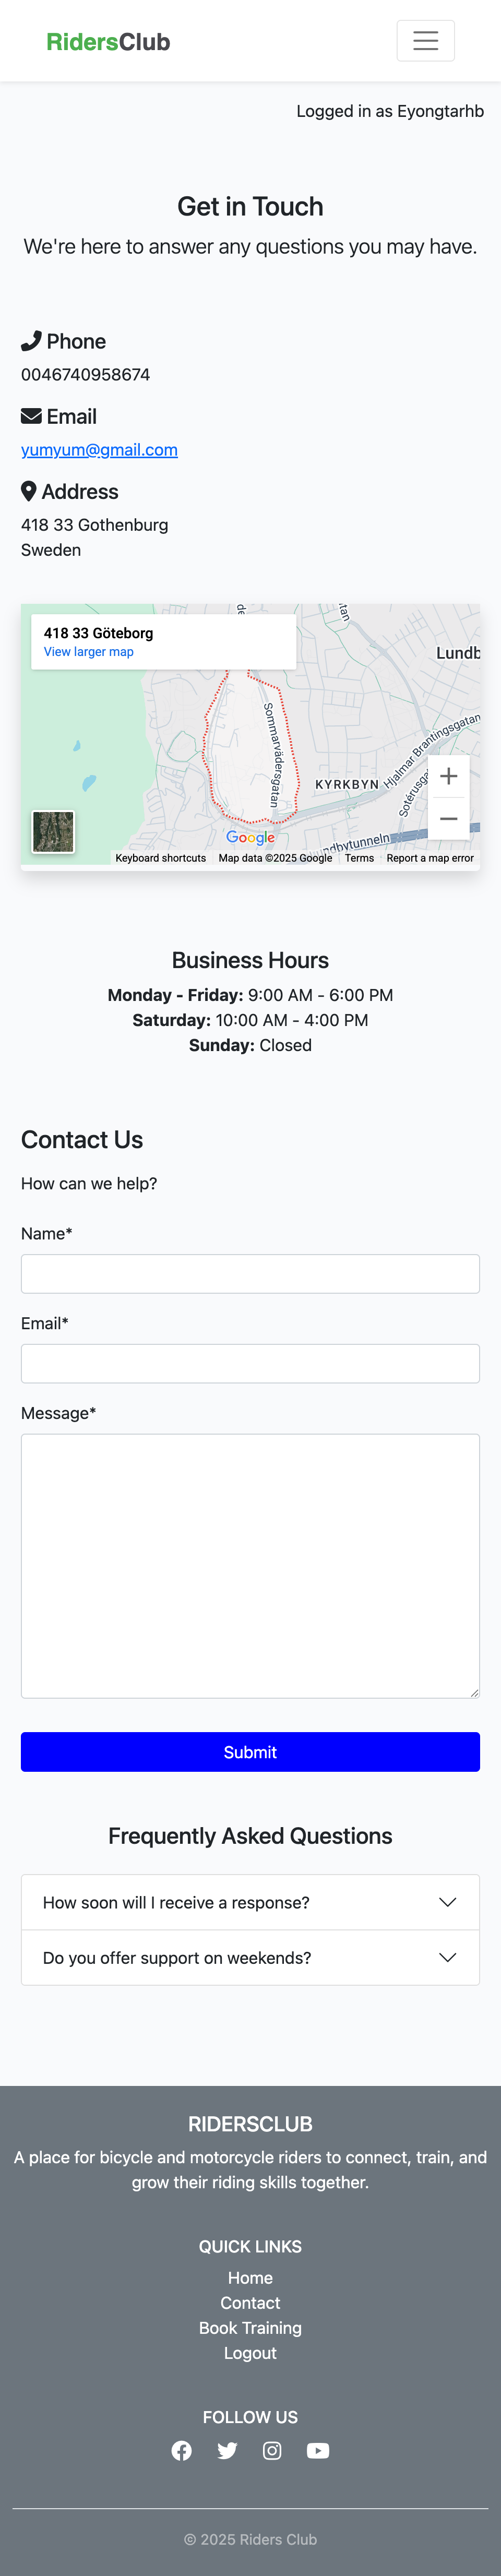 RidersClub
Logged in as Eyongtarhb
Get in Touch
We're here to answer any questions you may have.
Phone
0046740958674
Email
yumyum@gmail.com
Address
418 33 Gothenburg
Sweden
418 33 Göteborg
View larger map
Lundb
Sommarvädersgatan
KYRKBYN
Hjalmar Brantingsgatan
Google
Keyboard shortcuts
Map data ©2025 Google
Terms
Report a map error
Business Hours
Monday - Friday: 9:00 AM - 6:00 PM
Saturday: 10:00 AM - 4:00 PM
Sunday: Closed
Contact Us
How can we help?
Name*
Email*
Message*
Submit
Frequently Asked Questions
How soon will I receive a response?
Do you offer support on weekends?
RIDERSCLUB
A place for bicycle and motorcycle riders to connect, train, and
grow their riding skills together.
QUICK LINKS
Home
Contact
Book Training
Logout
FOLLOW US
© 2025 Riders Club